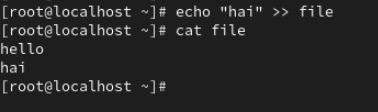 [root@localhost ~]# echo "hai" >> file
[root@localhost ~]# cat file
hello
hai
[root@localhost ~]#